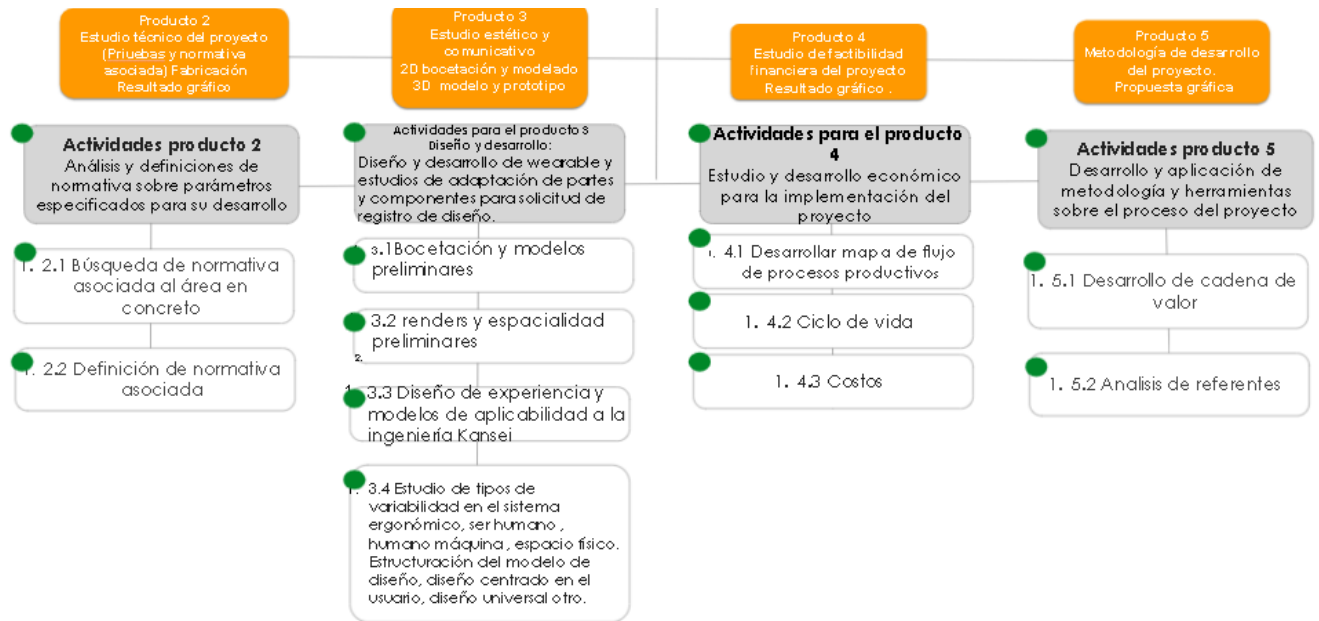 Producto 2
Estudio técnico del proyecto
(Priuebas y normativa
asociada) Fabricación
Resultado gráfico
Producto 3
Estudio estético y
comunicativo
2D bocetación y modelado
3D modelo y prototipo
Producto 4
Estudio de factibilidad
financiera del proyecto
Resultado gráfico .
Producto 5
Metodología de desarrollo
del proyecto.
Propuesta gráfica
Actividades producto 2
Análisis y definiciones de
normativa sobre parámetros
especificados para su desarrollo
Actividades para el producto 3
Diseño y desarrollo:
Diseño y desarrollo de wearable y
estudios de adaptación de partes
y componentes para solicitud de
registro de diseño.
Actividades para el producto
4
Estudio y desarrollo económico
para la implementación del
proyecto
Actividades producto 5
Desarrollo y aplicación de
metodología y herramientas
sobre el proceso del proyecto
1. 2.1 Búsqueda de normativa
asociada al área en
concreto
1. 2.2 Definición de normativa
asociada
3.1Bocetación y modelos
preliminares
3.2 renders y espacialidad
preliminares
2.
3.3 Diseño de experiencia y
modelos de aplicabilidad a la
ingeniería Kansei
1. 3.4 Estudio de tipos de
variabilidad en el sistema
ergonómico, ser humano ,
humano máquina , espacio físico.
Estructuración del modelo de
diseño, diseño centrado en el
usuario, diseño universal otro.
1. 4.1 Desarrollar mapa de flujo
de procesos productivos
1. 4.2 Ciclo de vida
1. 4.3 Costos
1. 5.1 Desarrollo de cadena de
valor
1. 5.2 Analisis de referentes